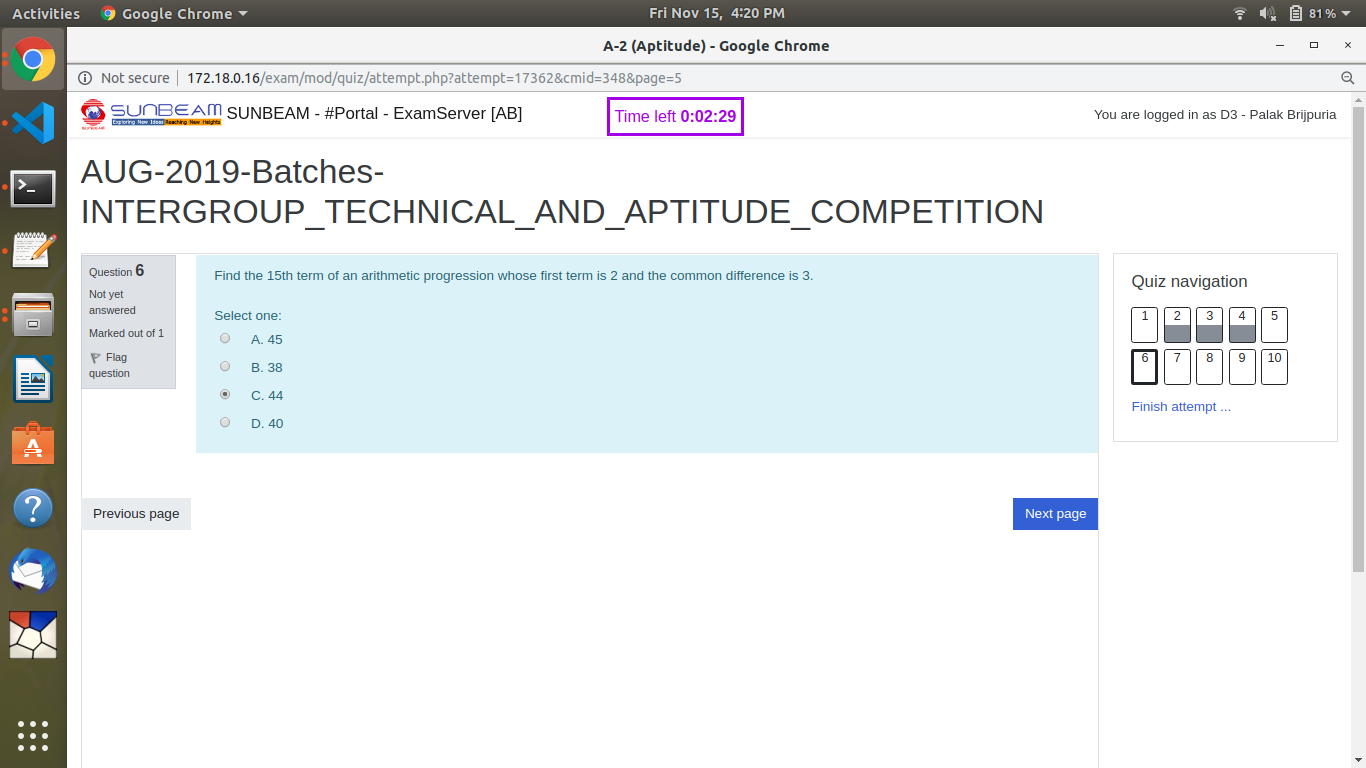 Activities
Google Chrome
Fri Nov 15, 4:20 PM
81%
A-2 (Aptitude) - Google Chrome
Not secure
172.18.0.16/exam/mod/quiz/attempt.php?attempt=17362&cmid=348&page=5
SUNBEAM
Exploring New Ideas Reaching New Heights
SUNBEAM
SUNBEAM - #Portal - ExamServer [AB]
Time left 0:02:29
You are logged in as D3 - Palak Brijpuria
AUG-2019-Batches-
INTERGROUP_TECHNICAL_AND_APTITUDE_COMPETITION
Question 6
Not yet
answered
Marked out of 1
Flag
question
Find the 15th term of an arithmetic progression whose first term is 2 and the common difference is 3.
Select one:
A. 45
B. 38
C. 44
D. 40
Previous page
Next page
Quiz navigation
1 2 3 4 5
6 7 8 9 10
Finish attempt ...